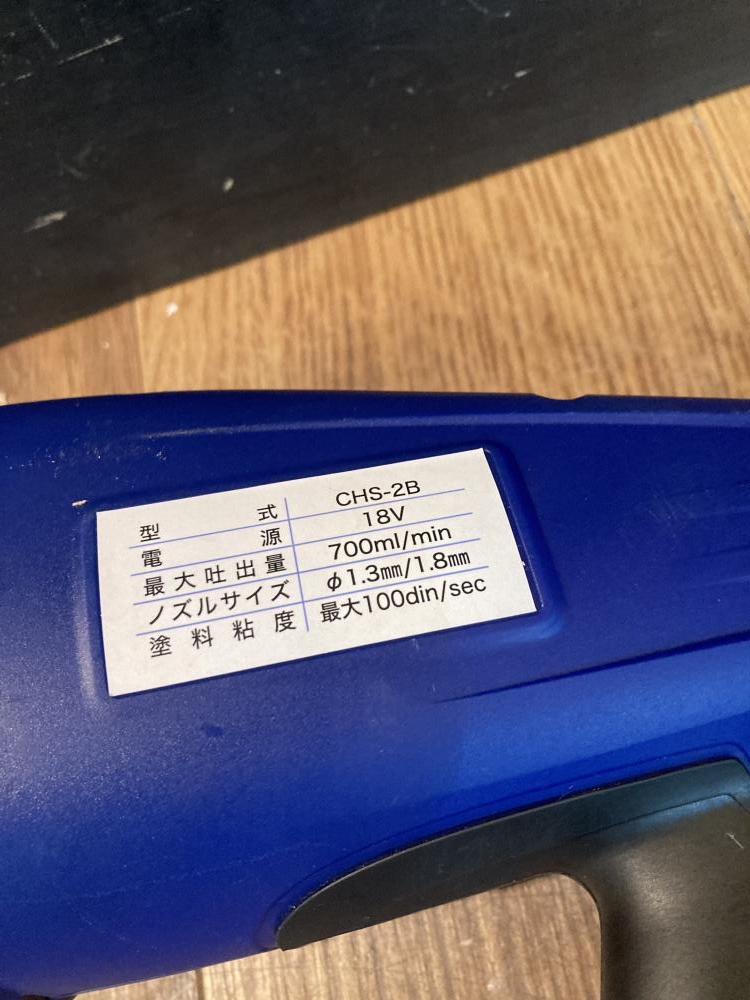 型式 CHS-2B
電源 18V
最大吐出量 700ml/min
ノズルサイズ φ1.3㎜/1.8㎜
塗料粘度 最大100din/sec